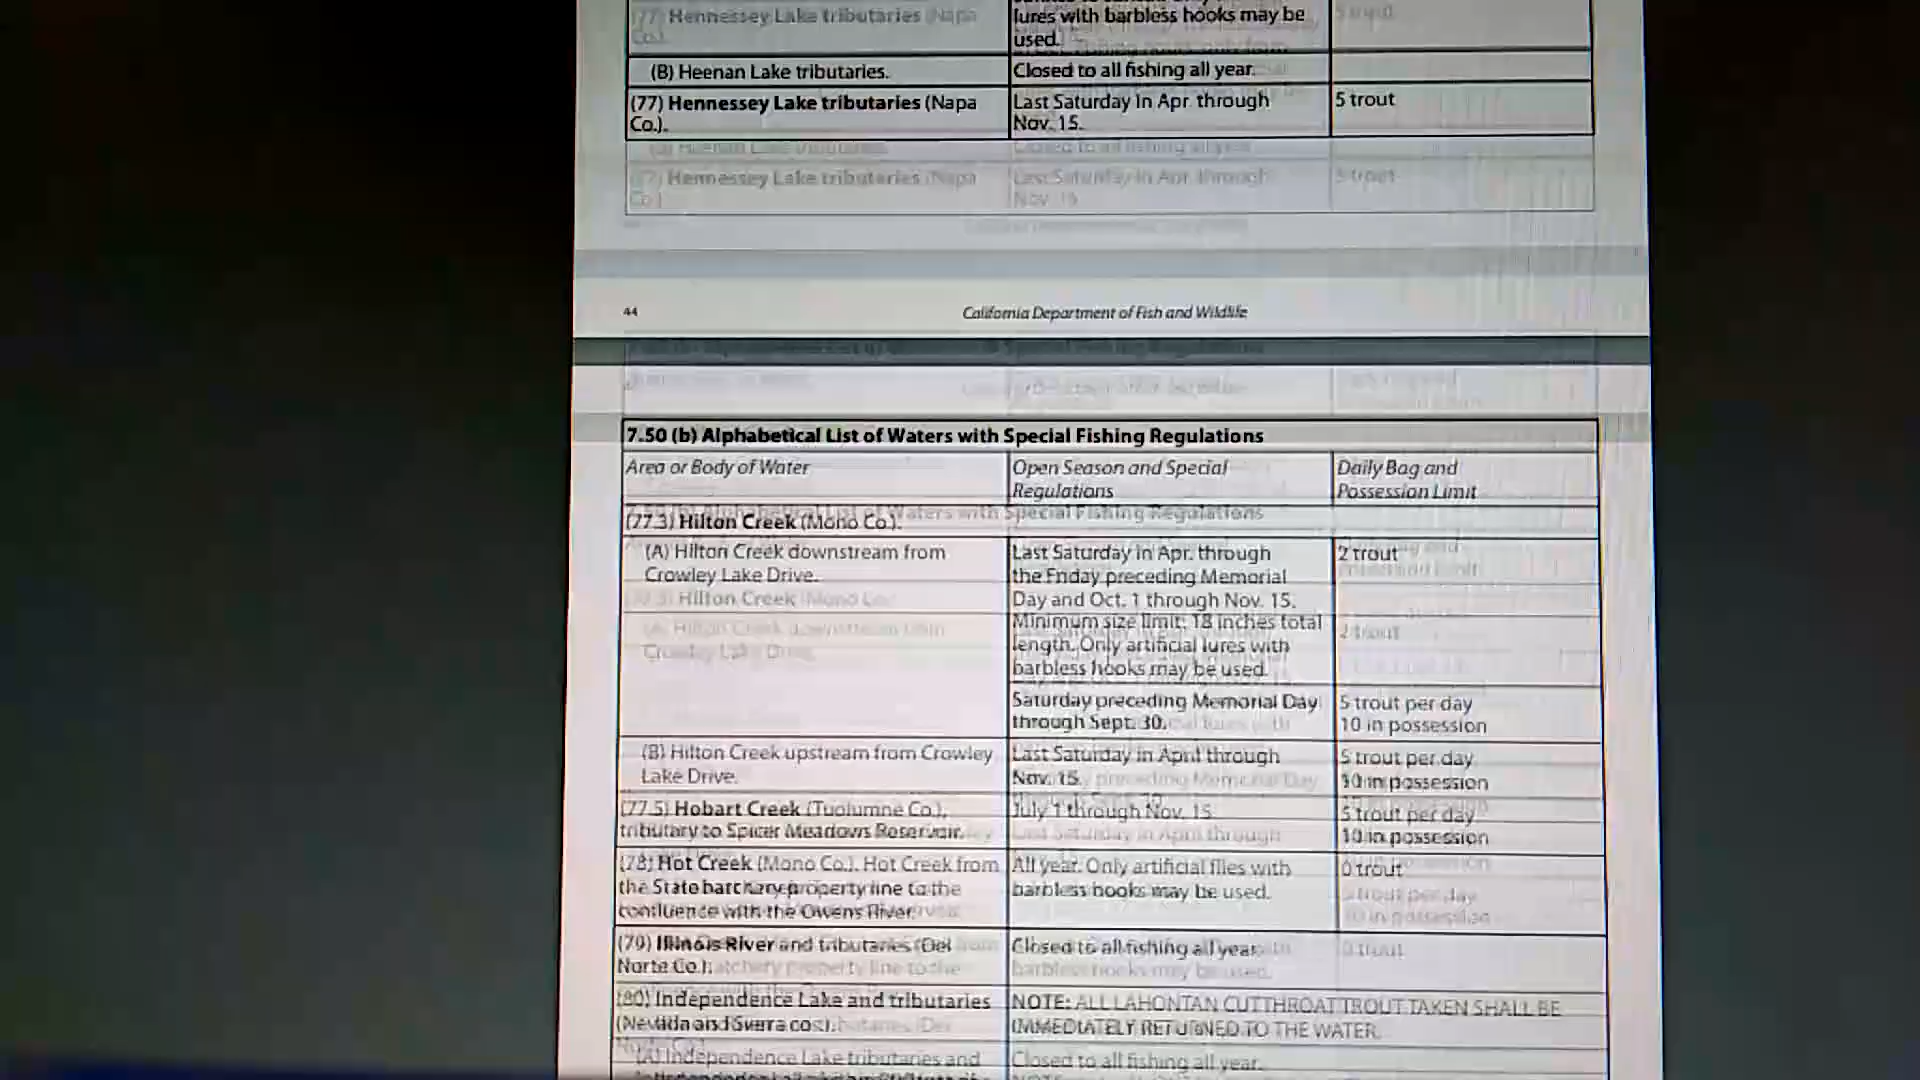 lures with barbless hooks may be
used.
(B) Heenan Lake tributaries.
Closed to all fishing all year.
(77) Hennessey Lake tributaries (Napa
Co.).
Last Saturday in Apr. through
Nov. 15.
5 trout
44
California Department of Fish and Wildlife
7.50 (b) Alphabetical List of Waters with Special Fishing Regulations
Area or Body of Water
Open Season and Special
Regulations
Daily Bag and
Possession Limit
(77.3) Hilton Creek (Mono Co.).
(A) Hilton Creek downstream from
Crowley Lake Drive.
Last Saturday in Apr. through
the Friday preceding Memorial
Day and Oct. 1 through Nov. 15.
Minimum size limit: 18 inches total
length. Only artificial lures with
barbless hooks may be used.
2 trout
Saturday preceding Memorial Day
through Sept. 30.
5 trout per day
10 in possession
(B) Hilton Creek upstream from Crowley
Lake Drive.
Last Saturday in April through
Nov. 15.
5 trout per day
10 in possession
(77.5) Hobart Creek (Tuolumne Co.),
tributary to Spicer Meadows Reservoir.
July 1 through Nov. 15
5 trout per day
10 in possession
(78) Hot Creek (Mono Co.). Hot Creek from
the State hatchery property line to the
confluence with the Owens River.
All year. Only artificial flies with
barbless hooks may be used.
0 trout
(79) Illinois River and tributaries (Del
Norte Co.).
Closed to all fishing all year.
(80) Independence Lake and tributaries
(Nevada and Sierra cos.).
NOTE: ALL LAHONTAN CUTTHROAT TROUT TAKEN SHALL BE
IMMEDIATELY RETURNED TO THE WATER.
(A) Independence Lake tributaries and
Closed to all fishing all year.